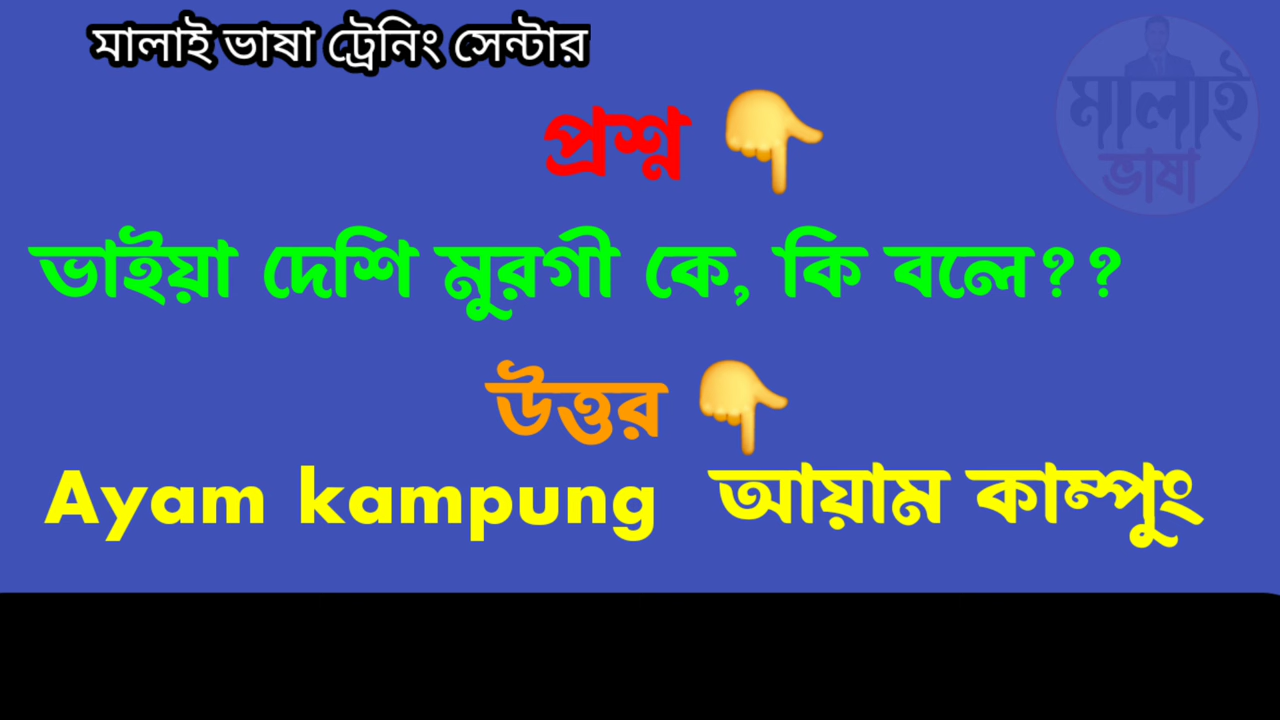 মালাই ভাষা ট্রেনিং সেন্টার
মালাই
ভাষা
প্রশ্ন 👇
ভাইয়া দেশি মুরগী কে, কি বলে??
উত্তর 👇
Ayam kampung আয়াম কাম্পুং